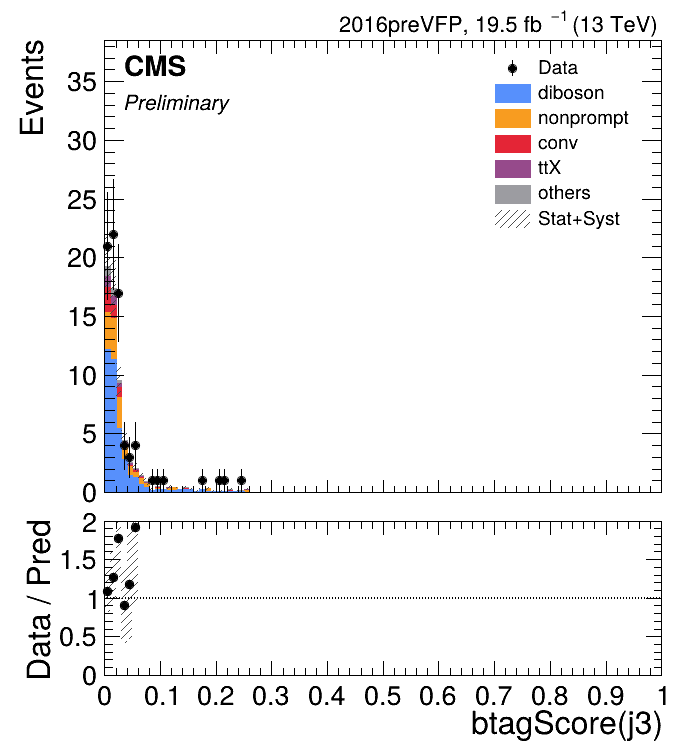 2016preVFP, 19.5 fb⁻¹ (13 TeV)
CMS
Preliminary
Events
Data
diboson
nonprompt
conv
ttX
others
Stat+Syst
35
30
25
20
15
10
5
0
Data / Pred
2
1.5
1
0.5
0
0 0.1 0.2 0.3 0.4 0.5 0.6 0.7 0.8 0.9 1
btagScore(j3)